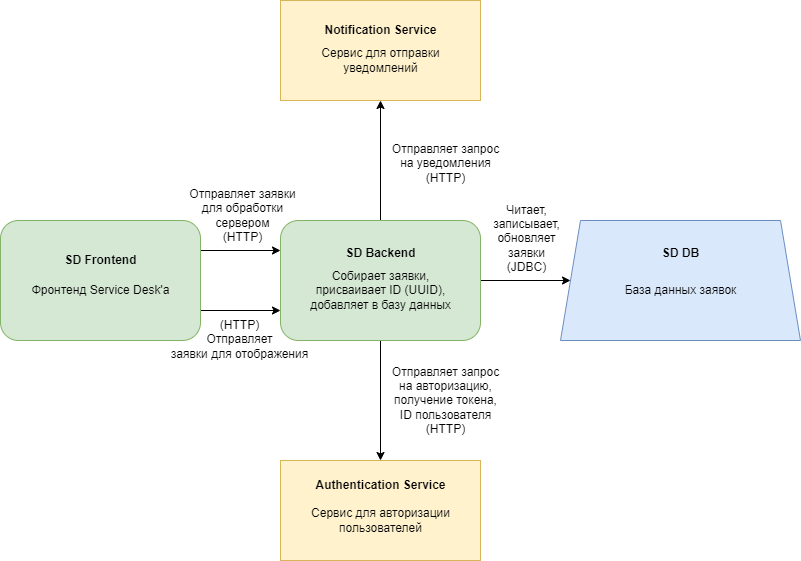 Notification Service
Сервис для отправки
уведомлений
Отправляет запрос
на уведомления
(HTTP)
Отправляет заявки
для обработки
сервером
(HTTP)
Читает,
записывает,
обновляет
заявки
(JDBC)
SD Frontend
Фронтенд Service Desk'а
SD Backend
Собирает заявки,
присваивает ID (UUID),
добавляет в базу данных
SD DB
База данных заявок
(HTTP)
Отправляет
заявки для отображения
Отправляет запрос
на авторизацию,
получение токена,
ID пользователя
(HTTP)
Authentication Service
Сервис для авторизации
пользователей